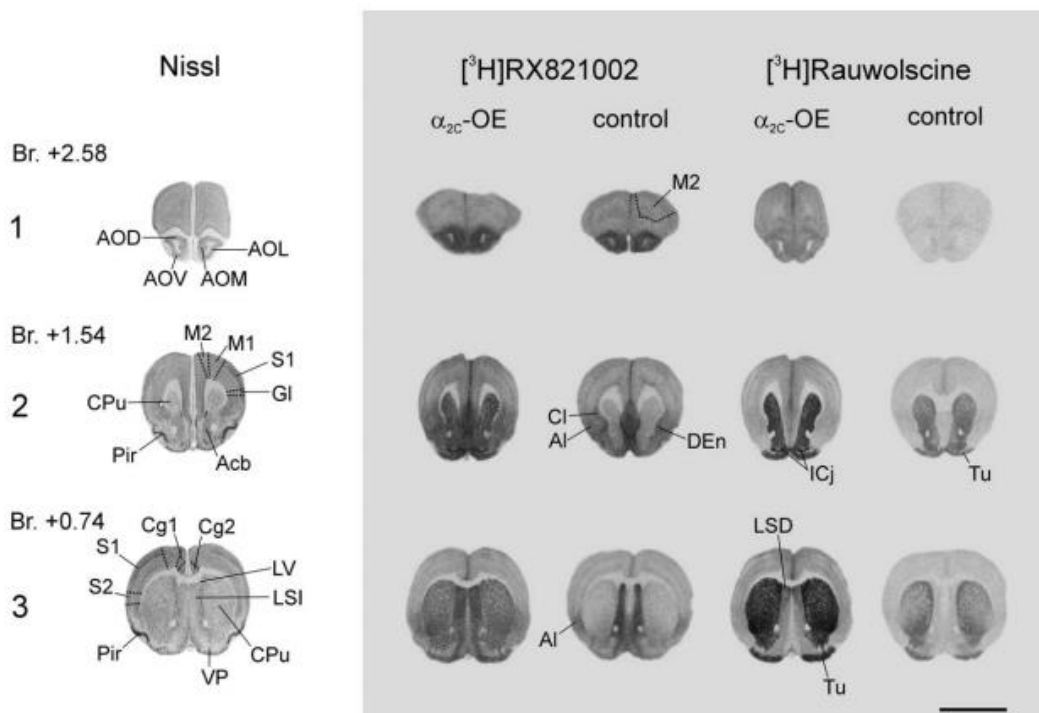 Nissl
[³H]RX821002
[³H]Rauwolscine
α2C-OE
control
α2C-OE
control
Br. +2.58
1
AOD
AOL
AOV
AOM
M2
Br. +1.54
2
M2
M1
S1
GI
CPu
Pir
Acb
Cl
AI
DEn
ICj
Tu
Br. +0.74
3
Cg1
Cg2
S1
LV
S2
LSI
Pir
CPu
VP
AI
LSD
Tu